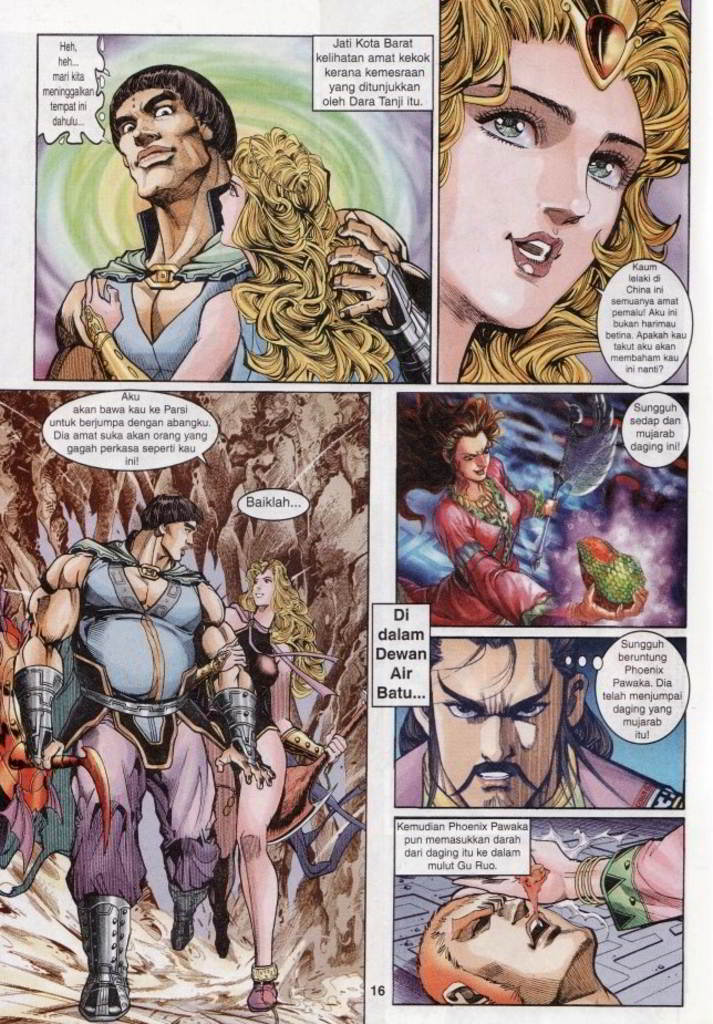 Heh,
heh...
mari kita
meninggalkan
tempat ini
dahulu...
Jati Kota Barat
kelihatan amat kekok
kerana kemesraan
yang ditunjukkan
oleh Dara Tanji itu.
Kaum
lelaki di
China ini
semuanya amat
pemalu! Aku ini
bukan harimau
betina. Apakah kau
takut aku akan
membaham kau
ini nanti?
Aku
akan bawa kau ke Parsi
untuk berjumpa dengan abangku.
Dia amat suka akan orang yang
gagah perkasa seperti kau
ini!
Baiklah...
Sungguh
sedap dan
mujarab
daging ini!
Di
dalam
Dewan
Air
Batu...
Sungguh
beruntung
Phoenix
Pawaka. Dia
telah menjumpai
daging yang
mujarab
itu!
Kemudian Phoenix Pawaka
pun memasukkan darah
dari daging itu ke dalam
mulut Gu Ruo.
16